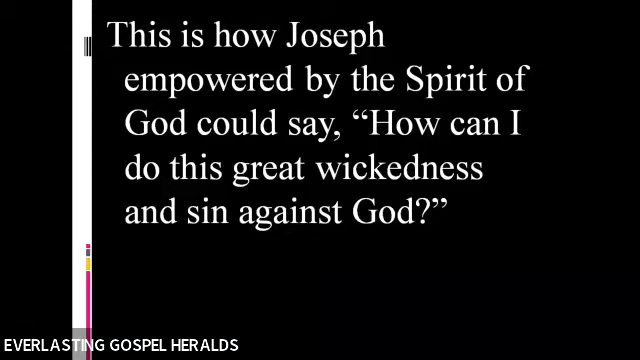 This is how Joseph
empowered by the Spirit of
God could say, “How can I
do this great wickedness
and sin against God?”
EVERLASTING GOSPEL HERALDS